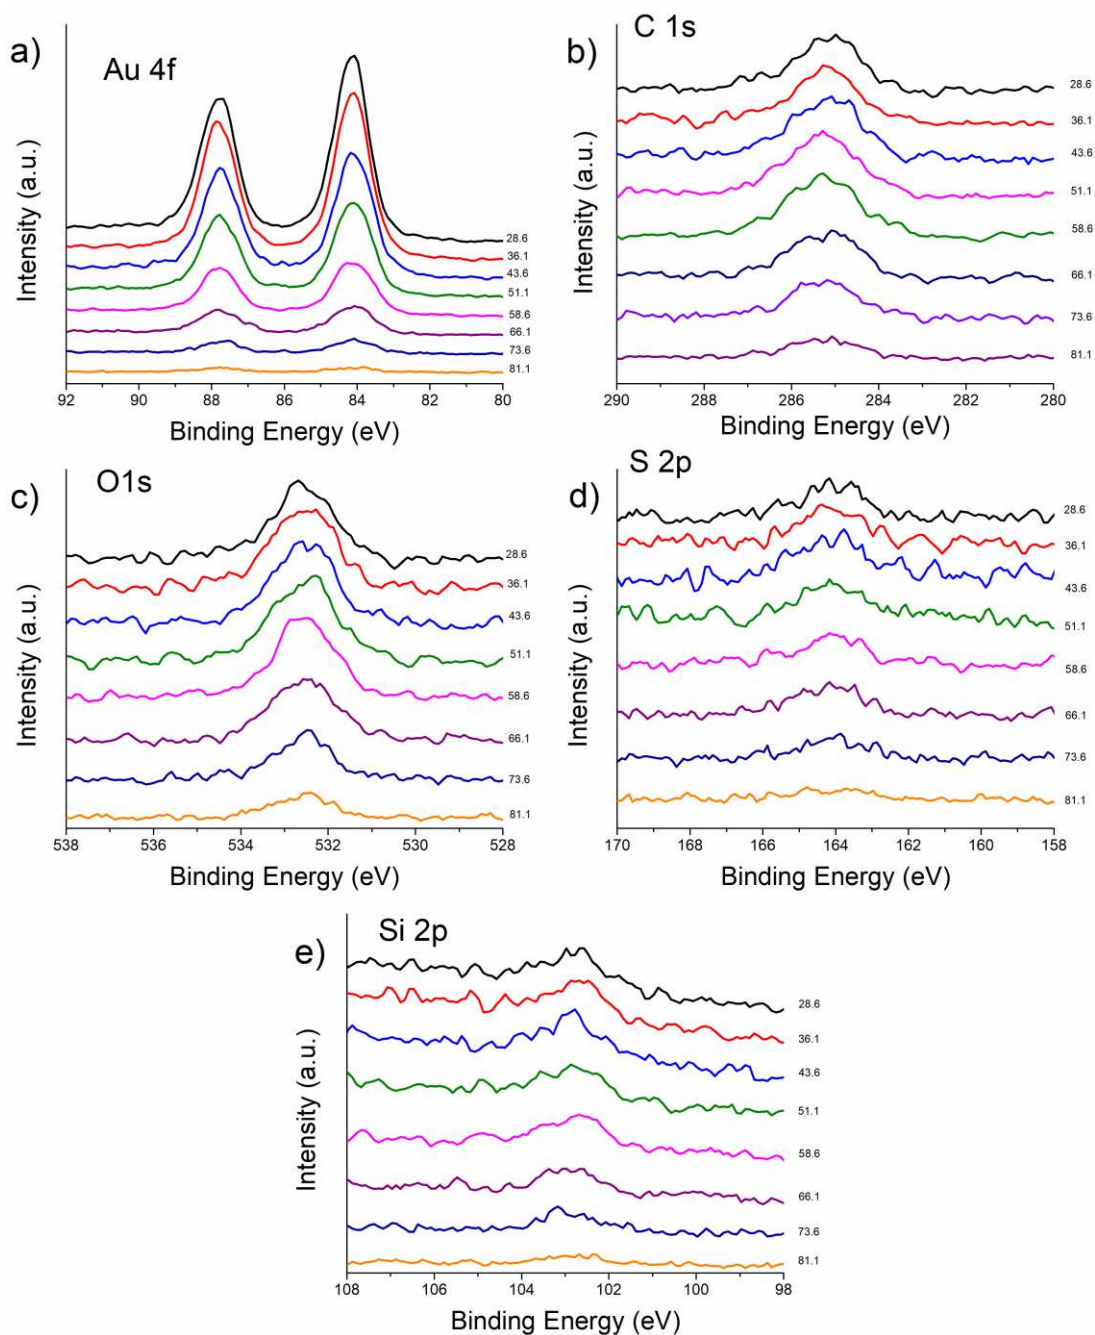 a)
Au 4f
Intensity (a.u.)
28.6
36.1
43.6
51.1
58.6
66.1
73.6
81.1
92 90 88 86 84 82 80
Binding Energy (eV)
b)
C 1s
Intensity (a.u.)
28.6
36.1
43.6
51.1
58.6
66.1
73.6
81.1
290 288 286 284 282 280
Binding Energy (eV)
c)
O1s
Intensity (a.u.)
28.6
36.1
43.6
51.1
58.6
66.1
73.6
81.1
538 536 534 532 530 528
Binding Energy (eV)
d)
S 2p
Intensity (a.u.)
28.6
36.1
43.6
51.1
58.6
66.1
73.6
81.1
170 168 166 164 162 160 158
Binding Energy (eV)
e)
Si 2p
Intensity (a.u.)
28.6
36.1
43.6
51.1
58.6
66.1
73.6
81.1
108 106 104 102 100 98
Binding Energy (eV)